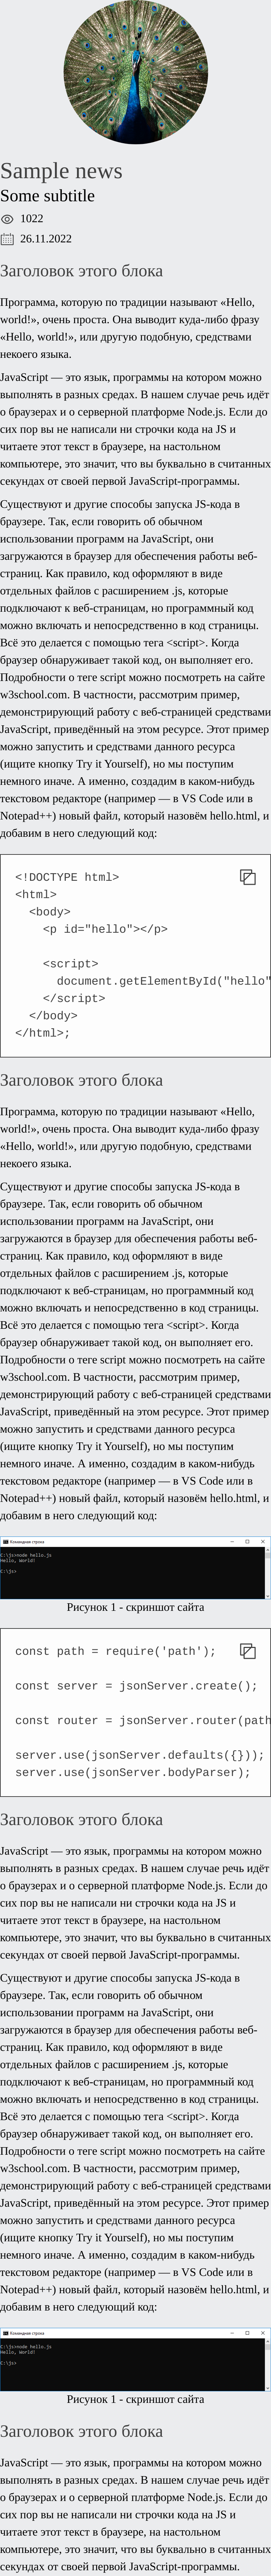 Sample news
Some subtitle
1022
26.11.2022
Заголовок этого блока
Программа, которую по традиции называют «Hello,
world!», очень проста. Она выводит куда-либо фразу
«Hello, world!», или другую подобную, средствами
некоего языка.
JavaScript — это язык, программы на котором можно
выполнять в разных средах. В нашем случае речь идёт
о браузерах и о серверной платформе Node.js. Если до
сих пор вы не написали ни строчки кода на JS и
читаете этот текст в браузере, на настольном
компьютере, это значит, что вы буквально в считанных
секундах от своей первой JavaScript-программы.
Существуют и другие способы запуска JS-кода в
браузере. Так, если говорить об обычном
использовании программ на JavaScript, они
загружаются в браузер для обеспечения работы веб-
страниц. Как правило, код оформляют в виде
отдельных файлов с расширением .js, которые
подключают к веб-страницам, но программный код
можно включать и непосредственно в код страницы.
Всё это делается с помощью тега <script>. Когда
браузер обнаруживает такой код, он выполняет его.
Подробности о теге script можно посмотреть на сайте
w3school.com. В частности, рассмотрим пример,
демонстрирующий работу с веб-страницей средствами
JavaScript, приведённый на этом ресурсе. Этот пример
можно запустить и средствами данного ресурса
(ищите кнопку Try it Yourself), но мы поступим
немного иначе. А именно, создадим в каком-нибудь
текстовом редакторе (например — в VS Code или в
Notepad++) новый файл, который назовём hello.html, и
добавим в него следующий код:
<!DOCTYPE html>
<html>
<body>
<p id="hello"></p>
<script>
document.getElementById("hello"
</script>
</body>
</html>;
Заголовок этого блока
Программа, которую по традиции называют «Hello,
world!», очень проста. Она выводит куда-либо фразу
«Hello, world!», или другую подобную, средствами
некоего языка.
Существуют и другие способы запуска JS-кода в
браузере. Так, если говорить об обычном
использовании программ на JavaScript, они
загружаются в браузер для обеспечения работы веб-
страниц. Как правило, код оформляют в виде
отдельных файлов с расширением .js, которые
подключают к веб-страницам, но программный код
можно включать и непосредственно в код страницы.
Всё это делается с помощью тега <script>. Когда
браузер обнаруживает такой код, он выполняет его.
Подробности о теге script можно посмотреть на сайте
w3school.com. В частности, рассмотрим пример,
демонстрирующий работу с веб-страницей средствами
JavaScript, приведённый на этом ресурсе. Этот пример
можно запустить и средствами данного ресурса
(ищите кнопку Try it Yourself), но мы поступим
немного иначе. А именно, создадим в каком-нибудь
текстовом редакторе (например — в VS Code или в
Notepad++) новый файл, который назовём hello.html, и
добавим в него следующий код:
Командная строка
C:\js>node hello.js
Hello, World!
C:\js>
Рисунок 1 - скриншот сайта
const path = require('path');
const server = jsonServer.create();
const router = jsonServer.router(path
server.use(jsonServer.defaults({}));
server.use(jsonServer.bodyParser);
Заголовок этого блока
JavaScript — это язык, программы на котором можно
выполнять в разных средах. В нашем случае речь идёт
о браузерах и о серверной платформе Node.js. Если до
сих пор вы не написали ни строчки кода на JS и
читаете этот текст в браузере, на настольном
компьютере, это значит, что вы буквально в считанных
секундах от своей первой JavaScript-программы.
Существуют и другие способы запуска JS-кода в
браузере. Так, если говорить об обычном
использовании программ на JavaScript, они
загружаются в браузер для обеспечения работы веб-
страниц. Как правило, код оформляют в виде
отдельных файлов с расширением .js, которые
подключают к веб-страницам, но программный код
можно включать и непосредственно в код страницы.
Всё это делается с помощью тега <script>. Когда
браузер обнаруживает такой код, он выполняет его.
Подробности о теге script можно посмотреть на сайте
w3school.com. В частности, рассмотрим пример,
демонстрирующий работу с веб-страницей средствами
JavaScript, приведённый на этом ресурсе. Этот пример
можно запустить и средствами данного ресурса
(ищите кнопку Try it Yourself), но мы поступим
немного иначе. А именно, создадим в каком-нибудь
текстовом редакторе (например — в VS Code или в
Notepad++) новый файл, который назовём hello.html, и
добавим в него следующий код:
Командная строка
C:\js>node hello.js
Hello, World!
C:\js>
Рисунок 1 - скриншот сайта
Заголовок этого блока
JavaScript — это язык, программы на котором можно
выполнять в разных средах. В нашем случае речь идёт
о браузерах и о серверной платформе Node.js. Если до
сих пор вы не написали ни строчки кода на JS и
читаете этот текст в браузере, на настольном
компьютере, это значит, что вы буквально в считанных
секундах от своей первой JavaScript-программы.